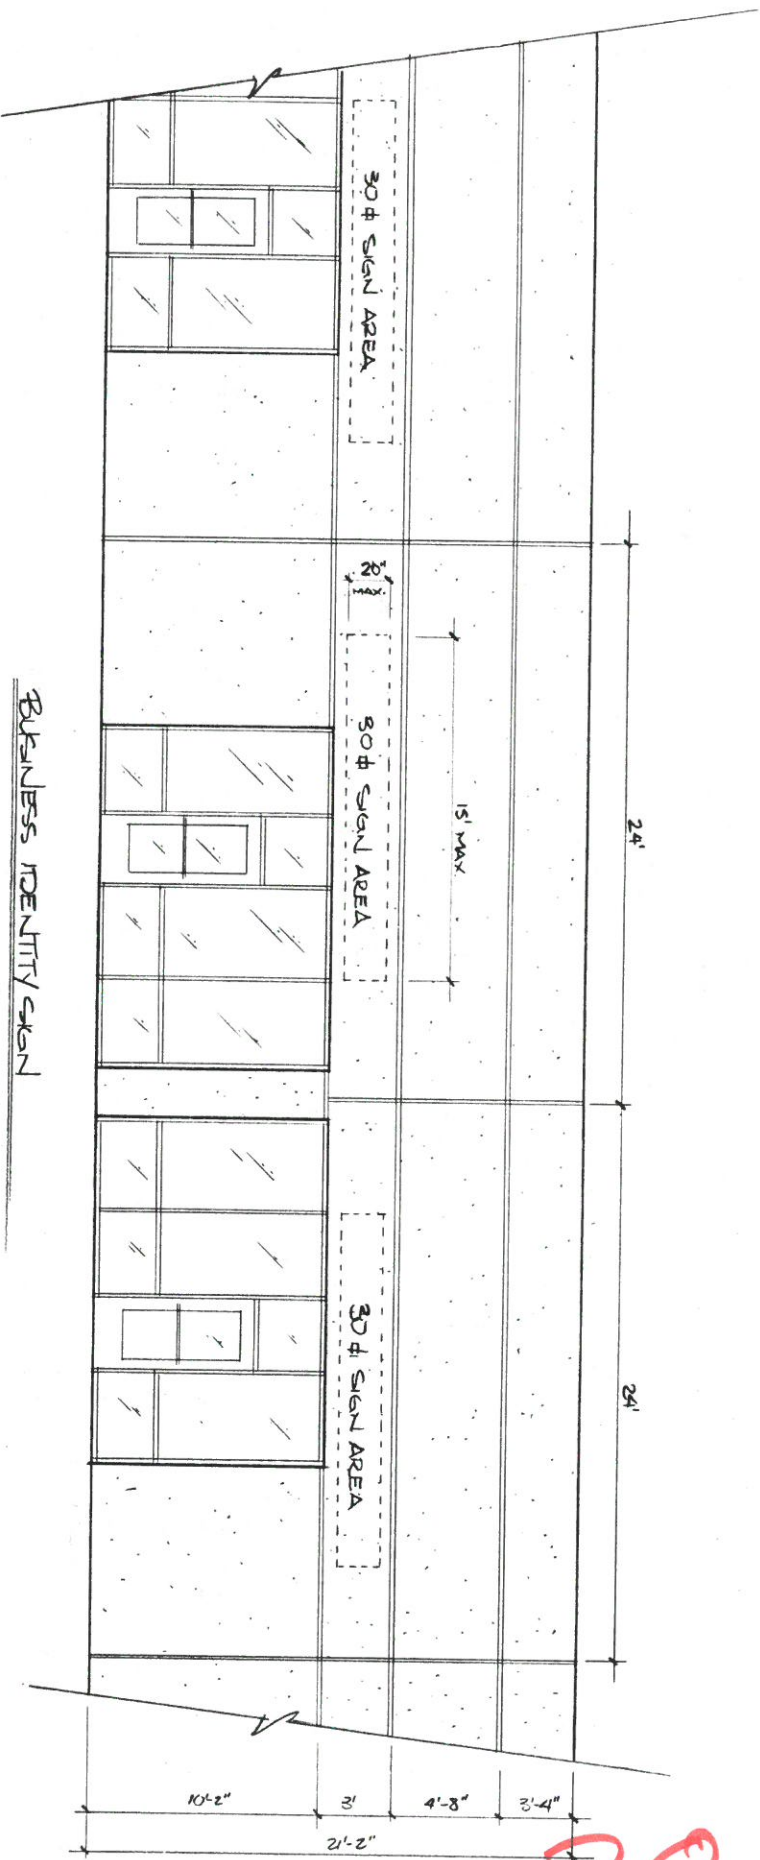 30 ⌗ SIGN AREA
30 ⌗ SIGN AREA
30 ⌗ SIGN AREA
20"
MAX.
15' MAX
24'
24'
10'-2"
3'
4'-8"
3'-4"
21'-2"
BUSINESS IDENTITY SIGN